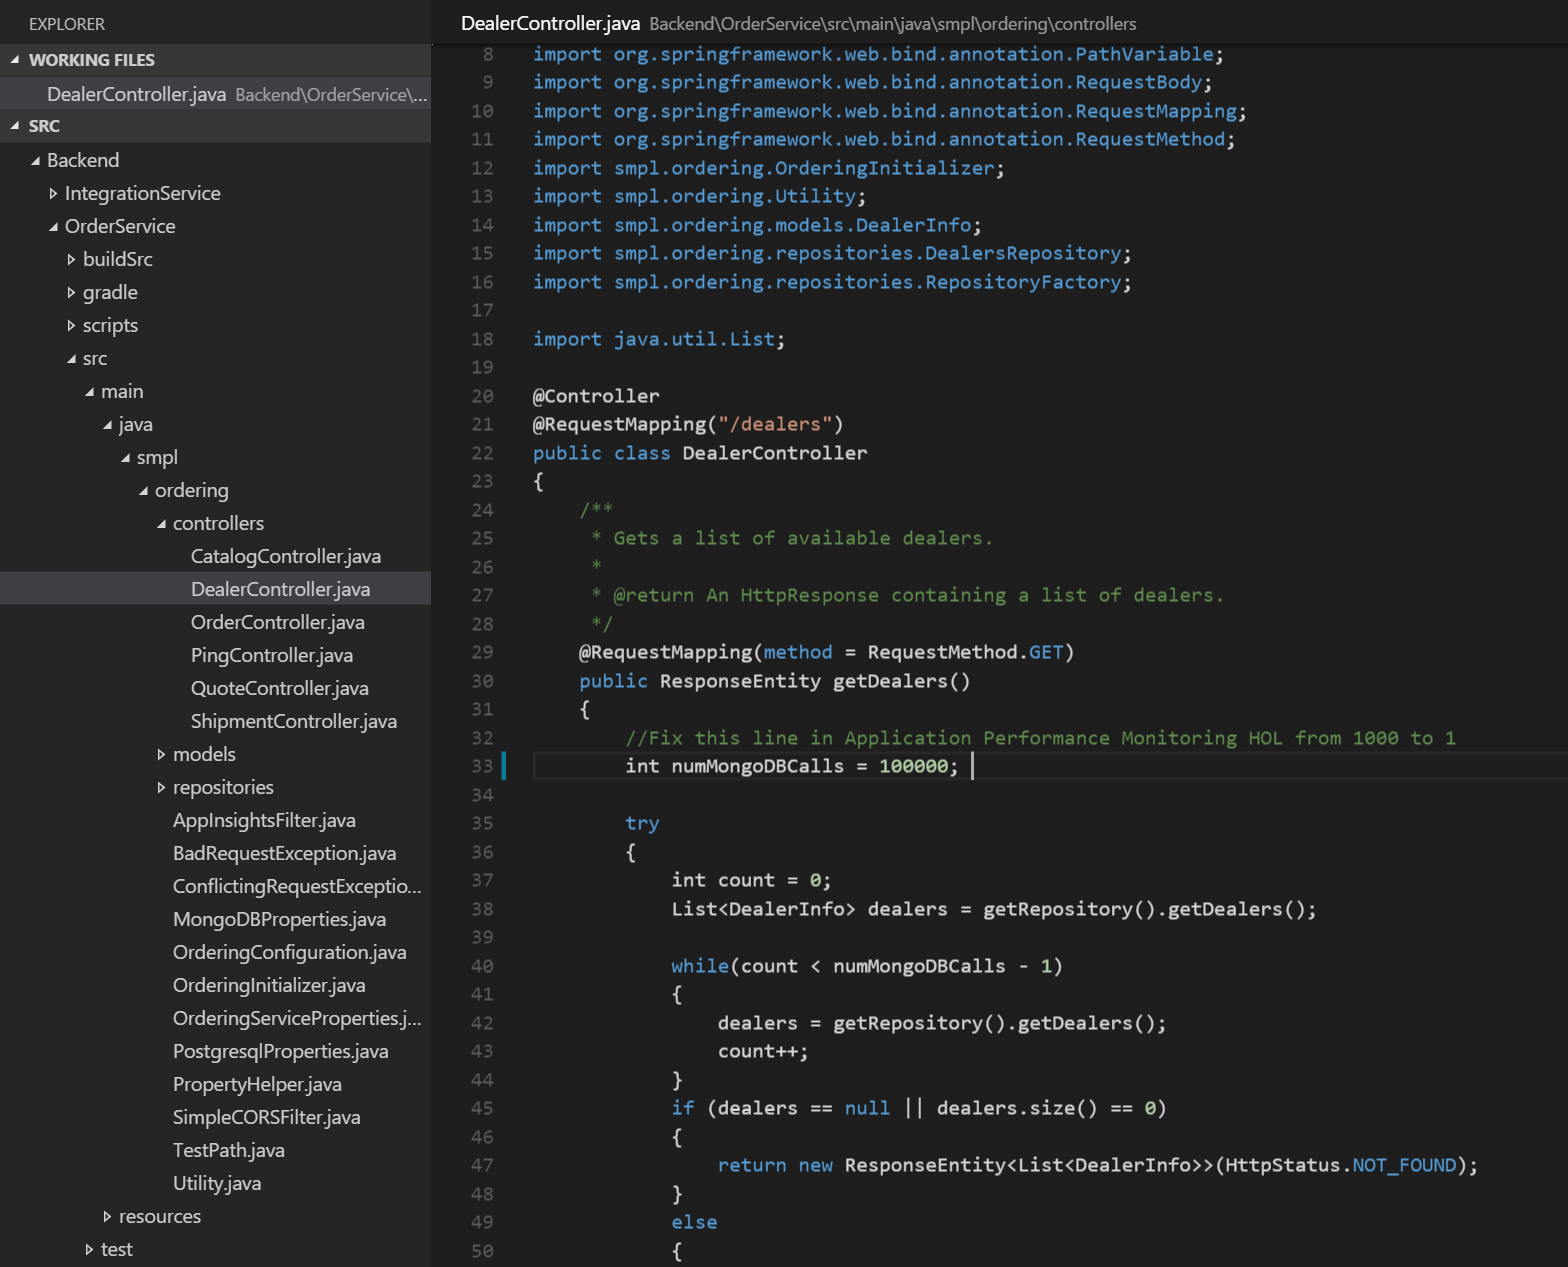 EXPLORER
WORKING FILES
DealerController.java Backend\OrderService\...
SRC
Backend
IntegrationService
OrderService
buildSrc
gradle
scripts
src
main
java
smpl
ordering
controllers
CatalogController.java
DealerController.java
OrderController.java
PingController.java
QuoteController.java
ShipmentController.java
models
repositories
AppInsightsFilter.java
BadRequestException.java
ConflictingRequestExceptio...
MongoDBProperties.java
OrderingConfiguration.java
OrderingInitializer.java
OrderingServiceProperties.j...
PostgresqlProperties.java
PropertyHelper.java
SimpleCORSFilter.java
TestPath.java
Utility.java
resources
test
DealerController.java Backend\OrderService\src\main\java\smpl\ordering\controllers
8 import org.springframework.web.bind.annotation.PathVariable;
9 import org.springframework.web.bind.annotation.RequestBody;
10 import org.springframework.web.bind.annotation.RequestMapping;
11 import org.springframework.web.bind.annotation.RequestMethod;
12 import smpl.ordering.OrderingInitializer;
13 import smpl.ordering.Utility;
14 import smpl.ordering.models.DealerInfo;
15 import smpl.ordering.repositories.DealersRepository;
16 import smpl.ordering.repositories.RepositoryFactory;
17
18 import java.util.List;
19
20 @Controller
21 @RequestMapping("/dealers")
22 public class DealerController
23 {
24 /**
25 * Gets a list of available dealers.
26 *
27 * @return An HttpResponse containing a list of dealers.
28 */
29 @RequestMapping(method = RequestMethod.GET)
30 public ResponseEntity getDealers()
31 {
32 //Fix this line in Application Performance Monitoring HOL from 1000 to 1
33 int numMongoDBCalls = 100000;
34
35 try
36 {
37 int count = 0;
38 List<DealerInfo> dealers = getRepository().getDealers();
39
40 while(count < numMongoDBCalls - 1)
41 {
42 dealers = getRepository().getDealers();
43 count++;
44 }
45 if (dealers == null || dealers.size() == 0)
46 {
47 return new ResponseEntity<List<DealerInfo>>(HttpStatus.NOT_FOUND);
48 }
49 else
50 {